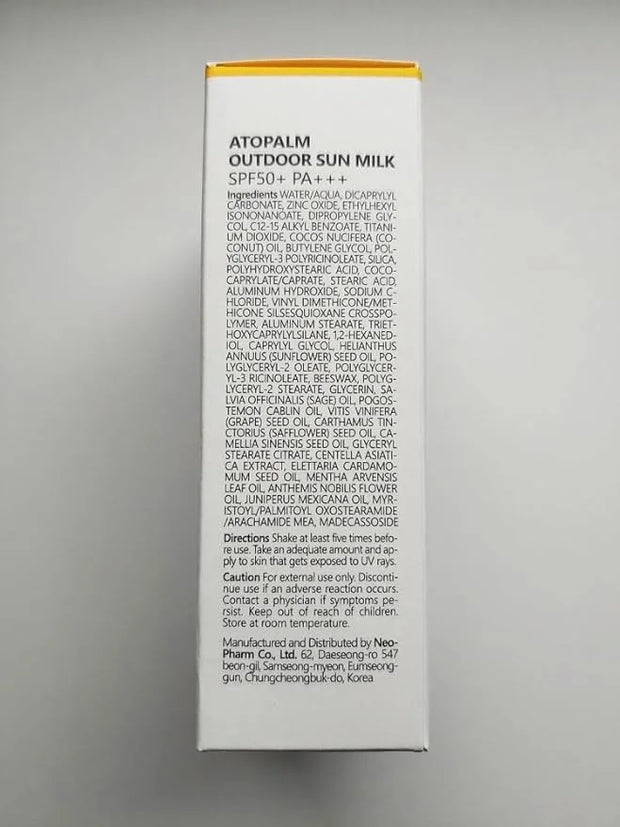 ATOPALM
OUTDOOR SUN MILK
SPF50+ PA+++
Ingredients WATER/AQUA, DICAPRYLYL
CARBONATE, ZINC OXIDE, ETHYLHEXYL
ISONONANOATE, DIPROPYLENE GLY-
COL, C12-15 ALKYL BENZOATE, TITANI-
UM DIOXIDE, COCOS NUCIFERA (CO-
CONUT) OIL, BUTYLENE GLYCOL, POL-
YGLYCERYL-3 POLYRICINOLEATE, SILICA,
POLYHYDROXYSTEARIC ACID, COCO-
CAPRYLATE/CAPRATE, STEARIC ACID,
ALUMINUM HYDROXIDE, SODIUM C-
HLORIDE, VINYL DIMETHICONE/MET-
HICONE SILSESQUIOXANE CROSSPO-
LYMER, ALUMINUM STEARATE, TRIET-
HOXYCAPRYLYLSILANE, 1,2-HEXANED-
IOL, CAPRYLYL GLYCOL, HELIANTHUS
ANNUUS (SUNFLOWER) SEED OIL, PO-
LYGLYCERYL-2 OLEATE, POLYGLYCER-
YL-3 RICINOLEATE, BEESWAX, POLYG-
LYCERYL-2 STEARATE, GLYCERIN, SA-
LVIA OFFICINALIS (SAGE) OIL, POGOS-
TEMON CABLIN OIL, VITIS VINIFERA
(GRAPE) SEED OIL, CARTHAMUS TIN-
CTORIUS (SAFFLOWER) SEED OIL, CA-
MELLIA SINENSIS SEED OIL, GLYCERYL
STEARATE CITRATE, CENTELLA ASIATI-
CA EXTRACT, ELETTARIA CARDAMO-
MUM SEED OIL, MENTHA ARVENSIS
LEAF OIL, ANTHEMIS NOBILIS FLOWER
OIL, JUNIPERUS MEXICANA OIL, MYR-
ISTOYL/PALMITOYL OXOSTEARAMIDE
/ARACHAMIDE MEA, MADECASSOSIDE
Directions Shake at least five times befo-
re use. Take an adequate amount and ap-
ply to skin that gets exposed to UV rays.
Caution For external use only. Disconti-
nue use if an adverse reaction occurs.
Contact a physician if symptoms pe-
rsist. Keep out of reach of children.
Store at room temperature.
Manufactured and Distributed by Neo-
Pharm Co., Ltd. 62, Daeseong-ro 547
beon-gil, Samseong-myeon, Eumseong-
gun, Chungcheongbuk-do, Korea